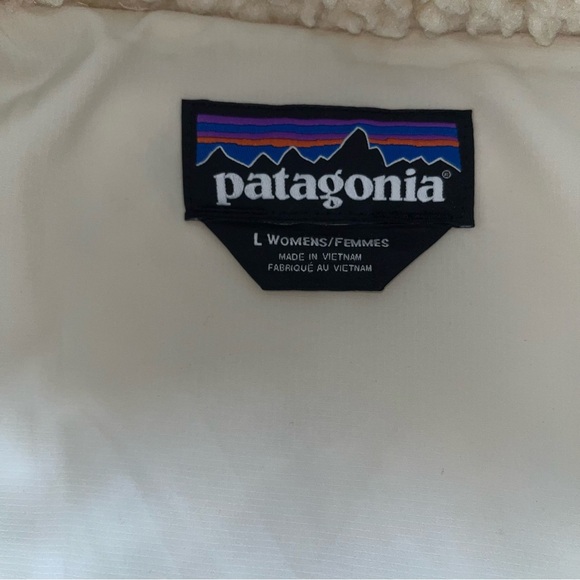 patagonia®
L WOMENS/FEMMES
MADE IN VIETNAM
FABRIQUÉ AU VIETNAM